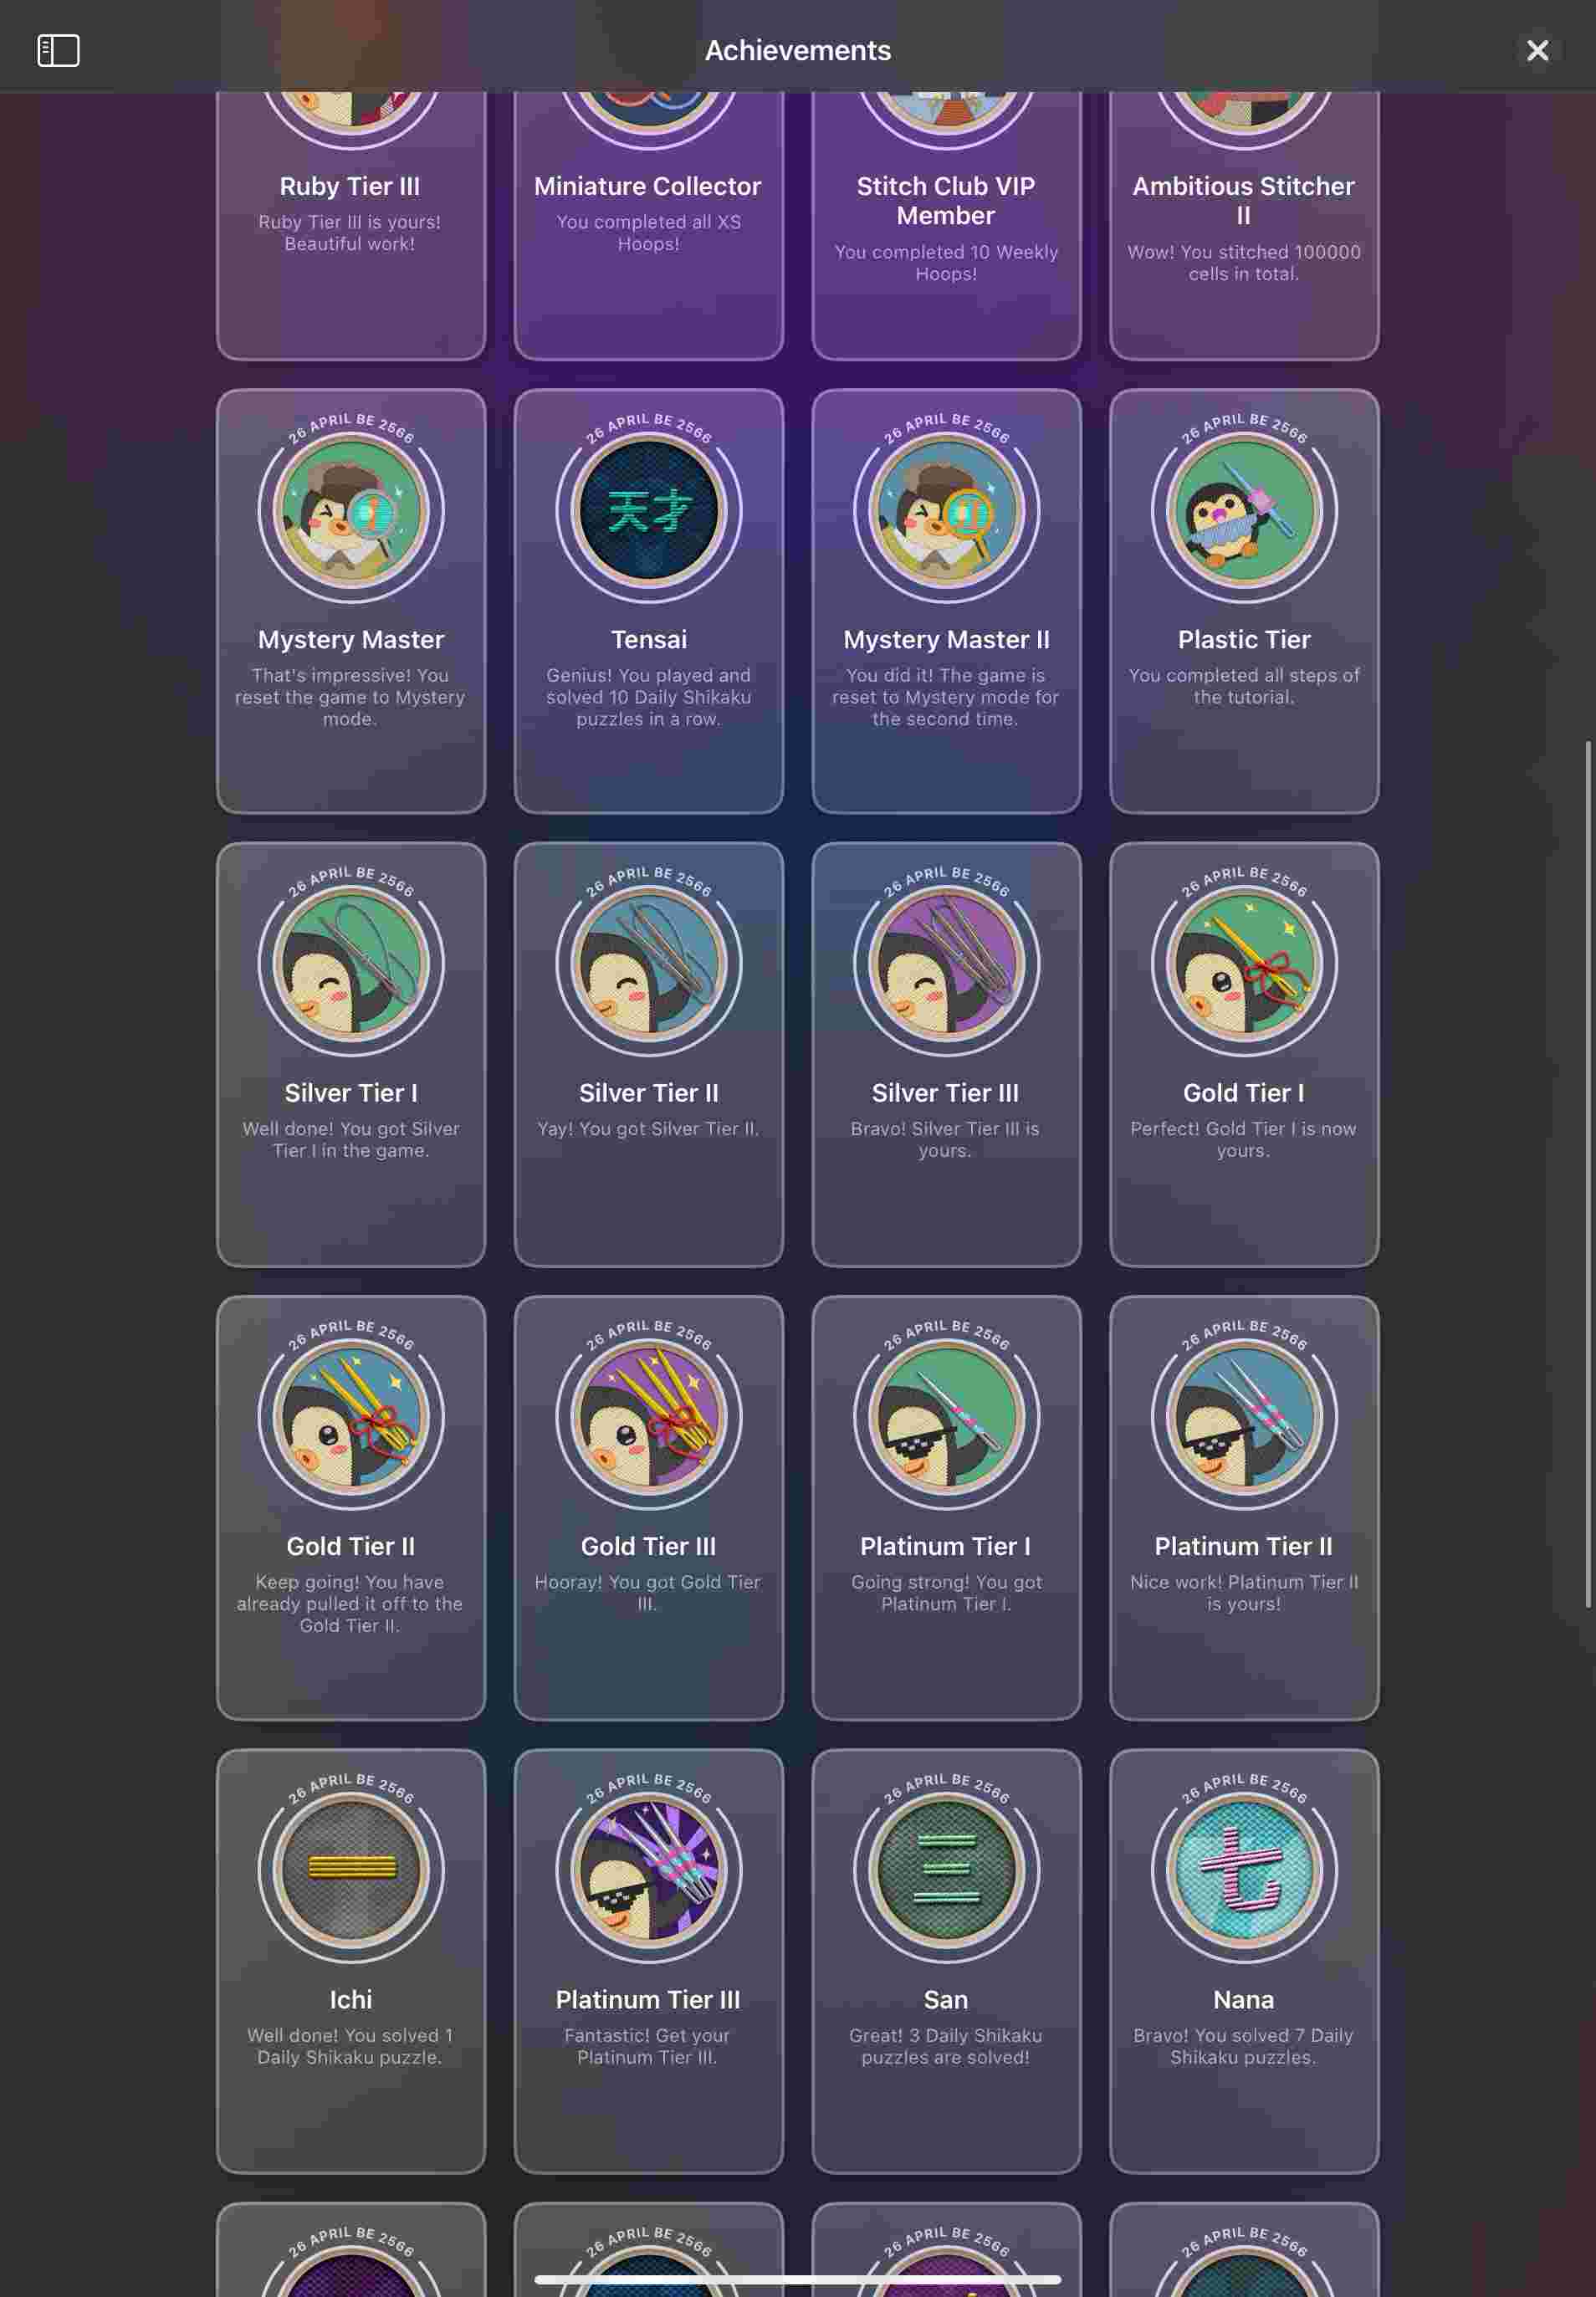 Achievements
Ruby Tier III
Ruby Tier III is yours!
Beautiful work!
Miniature Collector
You completed all XS
Hoops!
Stitch Club VIP
Member
You completed 10 Weekly
Hoops!
Ambitious Stitcher
II
Wow! You stitched 100000
cells in total.
26 APRIL BE 2566
Mystery Master
That's impressive! You
reset the game to Mystery
mode.
26 APRIL BE 2566
天才
Tensai
Genius! You played and
solved 10 Daily Shikaku
puzzles in a row.
26 APRIL BE 2566
II
Mystery Master II
You did it! The game is
reset to Mystery mode for
the second time.
26 APRIL BE 2566
Plastic Tier
You completed all steps of
the tutorial.
26 APRIL BE 2566
Silver Tier I
Well done! You got Silver
Tier I in the game.
26 APRIL BE 2566
Silver Tier II
Yay! You got Silver Tier II.
26 APRIL BE 2566
Silver Tier III
Bravo! Silver Tier III is
yours.
26 APRIL BE 2566
Gold Tier I
Perfect! Gold Tier I is now
yours.
26 APRIL BE 2566
Gold Tier II
Keep going! You have
already pulled it off to the
Gold Tier II.
26 APRIL BE 2566
Gold Tier III
Hooray! You got Gold Tier
III.
26 APRIL BE 2566
Platinum Tier I
Going strong! You got
Platinum Tier I.
26 APRIL BE 2566
Platinum Tier II
Nice work! Platinum Tier II
is yours!
26 APRIL BE 2566
一
Ichi
Well done! You solved 1
Daily Shikaku puzzle.
26 APRIL BE 2566
Platinum Tier III
Fantastic! Get your
Platinum Tier III.
26 APRIL BE 2566
三
San
Great! 3 Daily Shikaku
puzzles are solved!
26 APRIL BE 2566
七
Nana
Bravo! You solved 7 Daily
Shikaku puzzles.
26 APRIL BE 2566
26 APRIL BE 2566
26 APRIL BE 2566
26 APRIL BE 2566